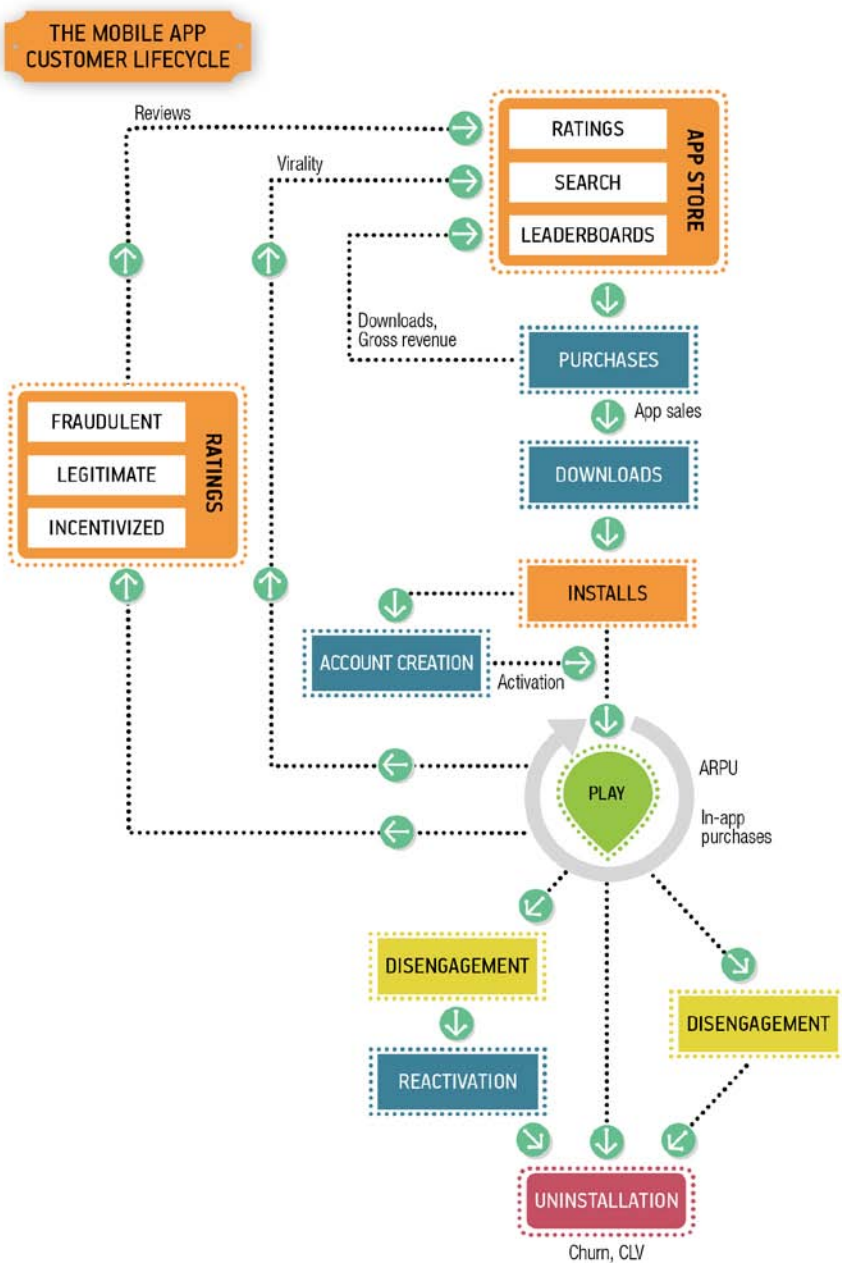 THE MOBILE APP
CUSTOMER LIFECYCLE
Reviews
Virality
RATINGS
SEARCH
LEADERBOARDS
APP STORE
Downloads,
Gross revenue
PURCHASES
App sales
DOWNLOADS
FRAUDULENT
LEGITIMATE
INCENTIVIZED
RATINGS
INSTALLS
ACCOUNT CREATION
Activation
PLAY
ARPU
In-app
purchases
DISENGAGEMENT
DISENGAGEMENT
REACTIVATION
UNINSTALLATION
Churn, CLV